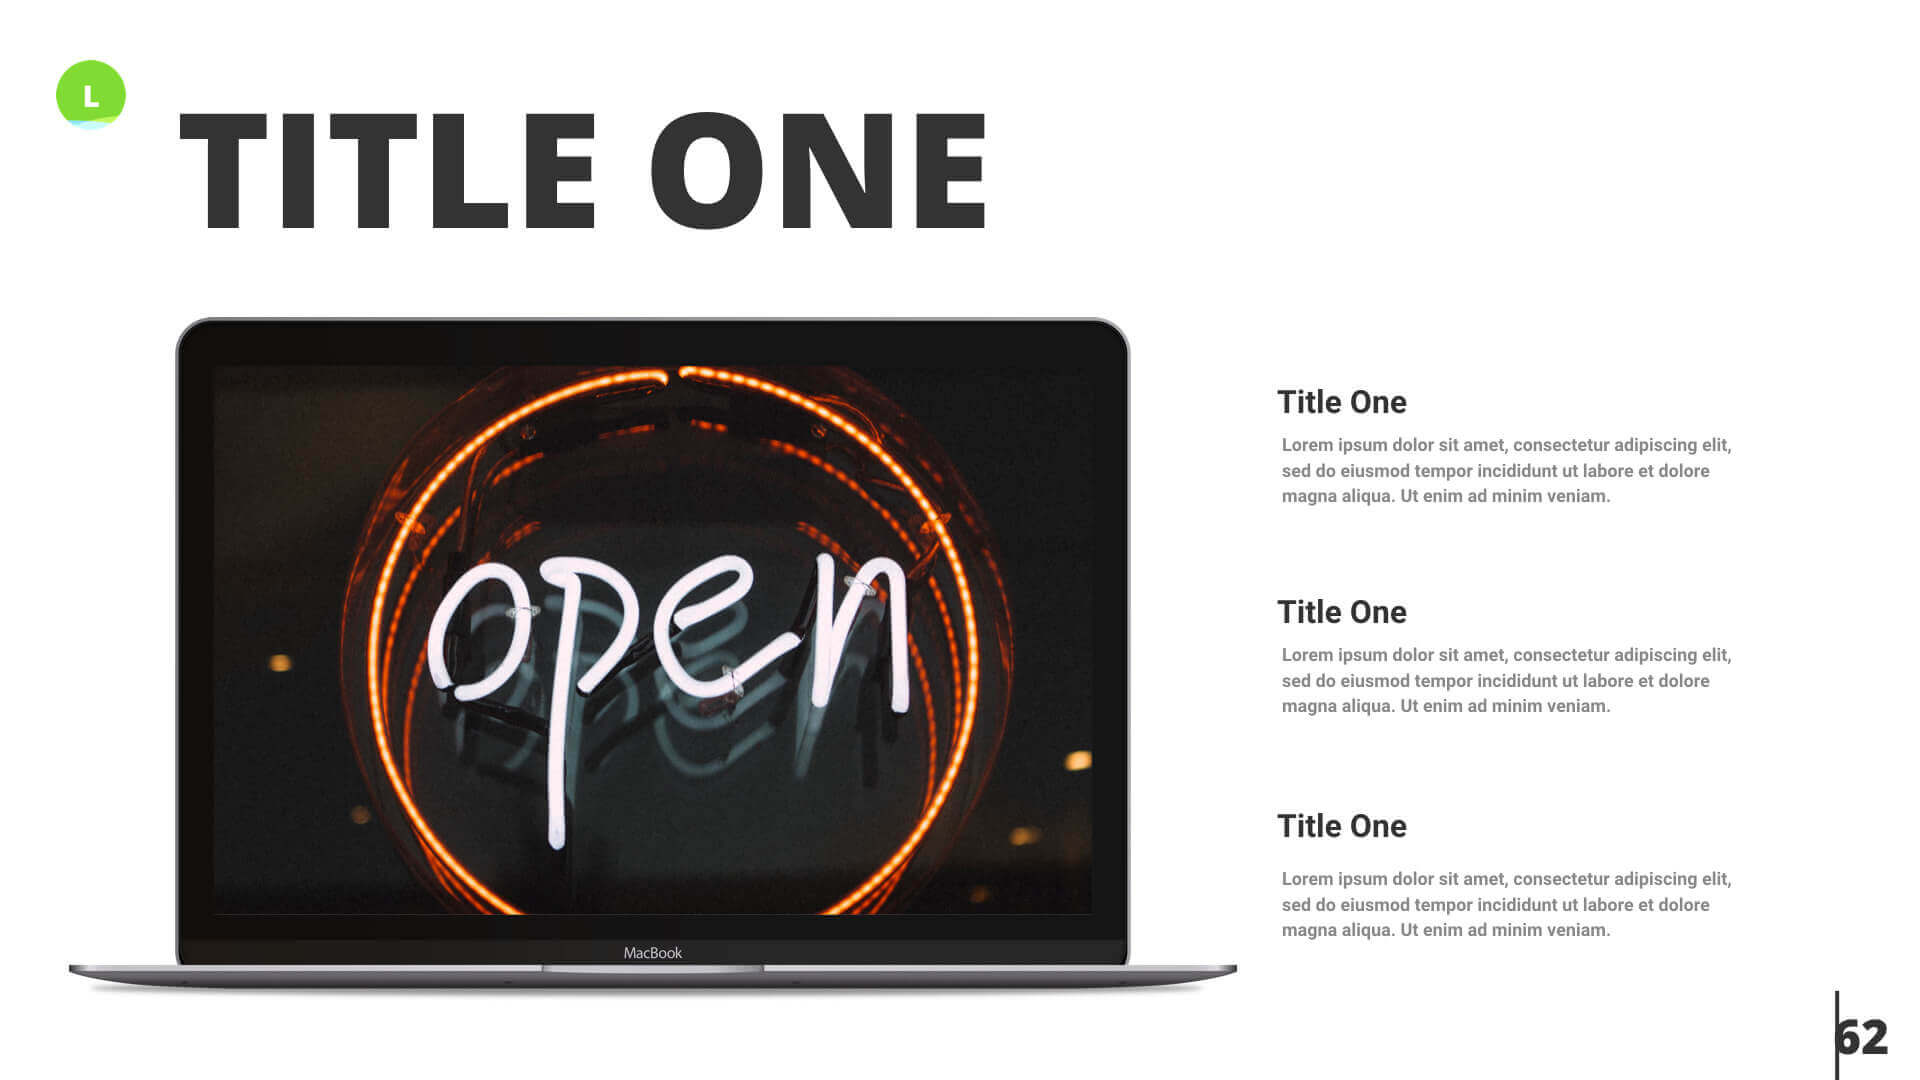 L
TITLE ONE
open
MacBook
Title One
Lorem ipsum dolor sit amet, consectetur adipiscing elit,
sed do eiusmod tempor incididunt ut labore et dolore
magna aliqua. Ut enim ad minim veniam.
Title One
Lorem ipsum dolor sit amet, consectetur adipiscing elit,
sed do eiusmod tempor incididunt ut labore et dolore
magna aliqua. Ut enim ad minim veniam.
Title One
Lorem ipsum dolor sit amet, consectetur adipiscing elit,
sed do eiusmod tempor incididunt ut labore et dolore
magna aliqua. Ut enim ad minim veniam.
62